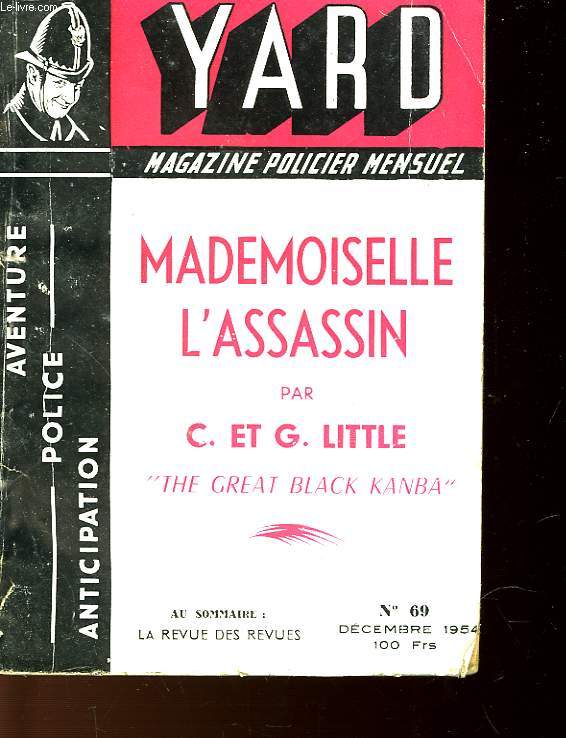 ©Le-livre.com
YARD
MAGAZINE POLICIER MENSUEL
AVENTURE
POLICE
ANTICIPATION
MADEMOISELLE
L'ASSASSIN
PAR
C. ET G. LITTLE
"THE GREAT BLACK KANBA"
AU SOMMAIRE :
LA REVUE DES REVUES
N° 69
DÉCEMBRE 1954
100 Frs